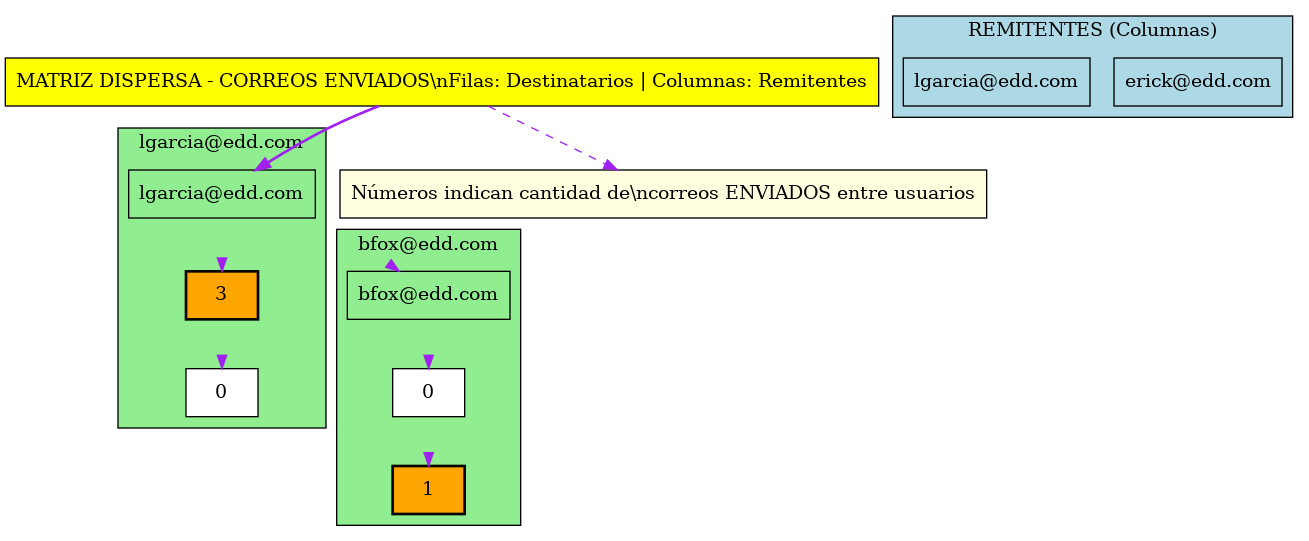 REMITENTES (Columnas)
MATRIZ DISPERSA - CORREOS ENVIADOS\nFilas: Destinatarios | Columnas: Remitentes
lgarcia@edd.com
erick@edd.com
lgarcia@edd.com
lgarcia@edd.com
Números indican cantidad de\ncorreos ENVIADOS entre usuarios
bfox@edd.com
3
bfox@edd.com
0
0
1